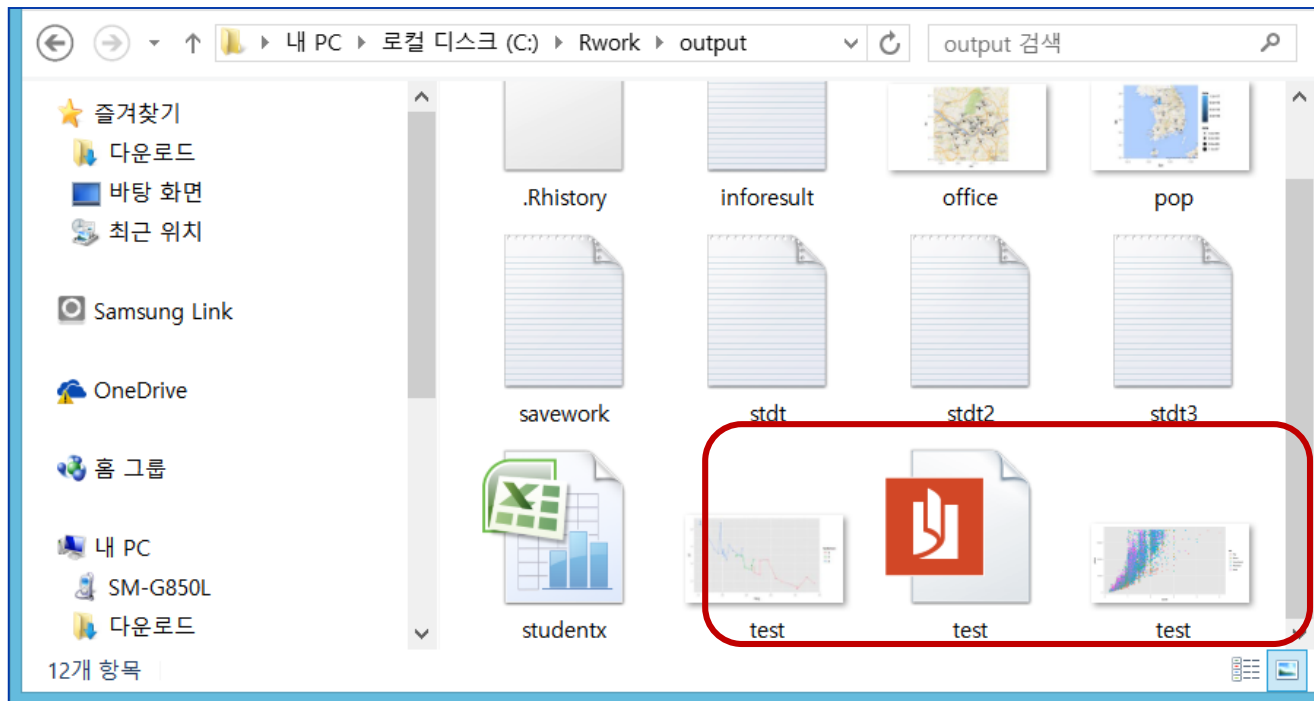 내 PC 로컬 디스크 (C:) Rwork output
output 검색
즐겨찾기
다운로드
바탕 화면
최근 위치
Samsung Link
OneDrive
홈 그룹
내 PC
SM-G850L
다운로드
.Rhistory inforesult office pop
savework stdt stdt2 stdt3
studentx test test test
12개 항목